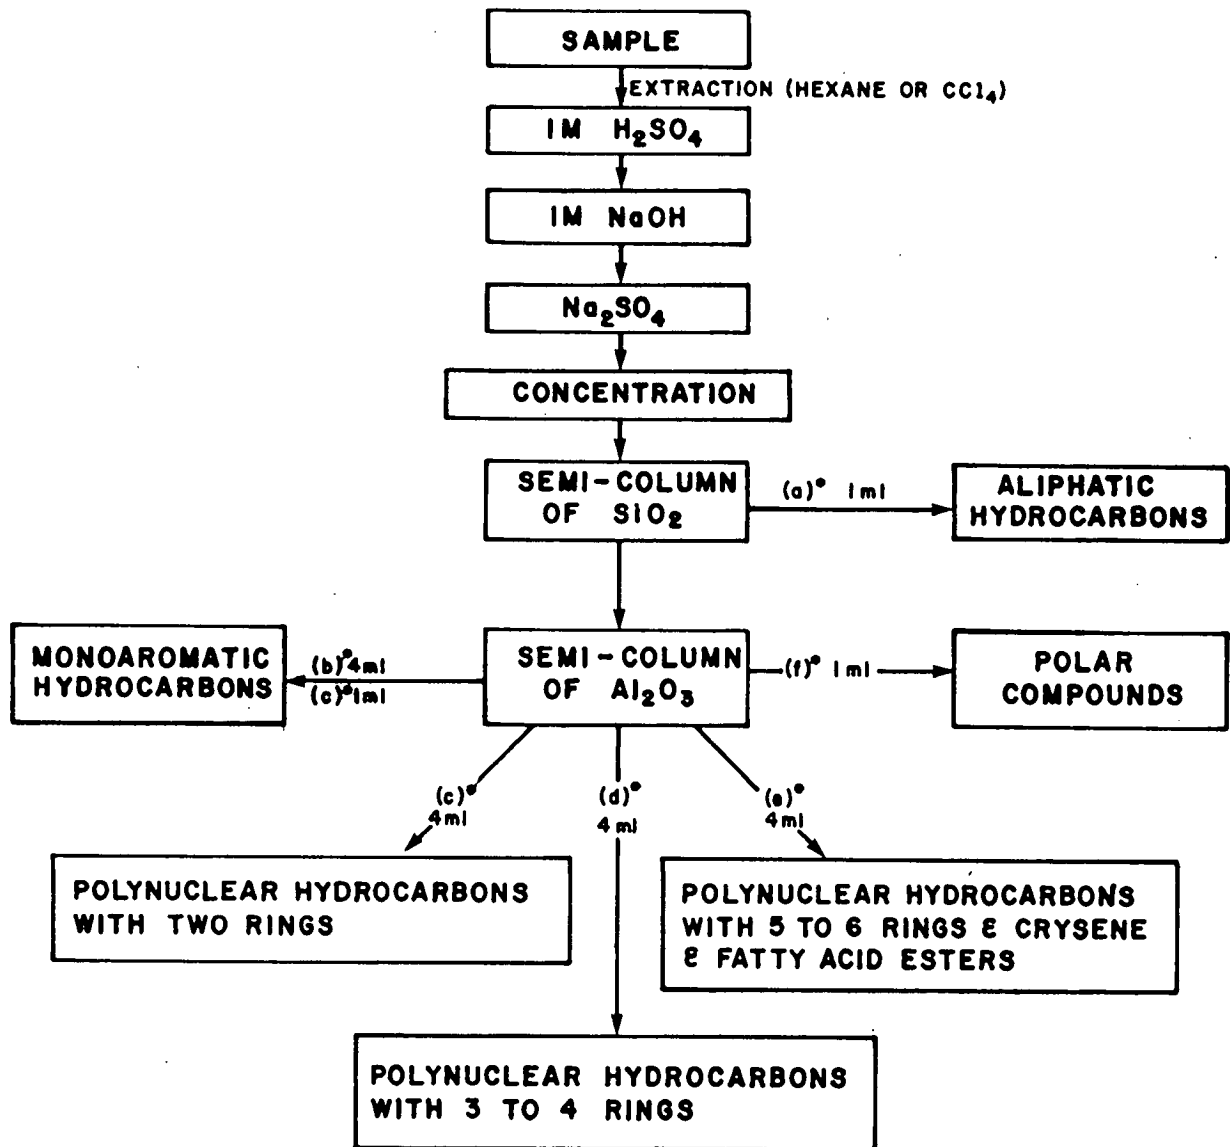 SAMPLE
EXTRACTION (HEXANE OR CCl₄)
1M H₂SO₄
1M NaOH
Na₂SO₄
CONCENTRATION
SEMI-COLUMN
OF SiO₂
(a)* 1ml
ALIPHATIC
HYDROCARBONS
MONOAROMATIC
HYDROCARBONS
(b)*4ml
(c)*1ml
SEMI-COLUMN
OF Al₂O₃
(f)* 1ml
POLAR
COMPOUNDS
(c)*
4ml
(d)*
4ml
(e)*
4ml
POLYNUCLEAR HYDROCARBONS
WITH TWO RINGS
POLYNUCLEAR HYDROCARBONS
WITH 5 TO 6 RINGS & CRYSENE
& FATTY ACID ESTERS
POLYNUCLEAR HYDROCARBONS
WITH 3 TO 4 RINGS